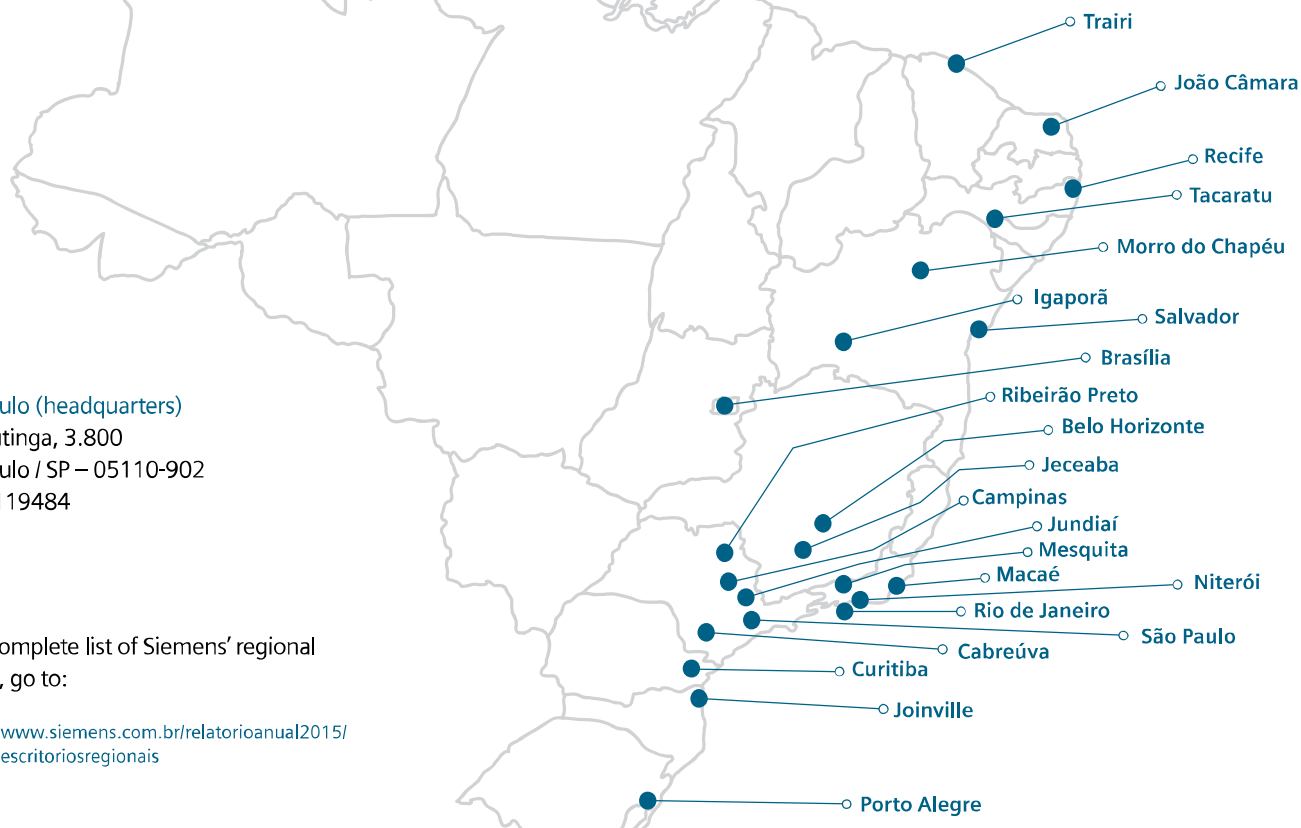 Trairi
João Câmara
Recife
Tacaratu
Morro do Chapéu
Igaporã
Salvador
Brasília
Ribeirão Preto
Belo Horizonte
Jeceaba
Campinas
Jundiaí
Mesquita
Macaé
Niterói
Rio de Janeiro
São Paulo
Cabreúva
Curitiba
Joinville
Porto Alegre
ulo (headquarters)
utinga, 3.800
ulo / SP – 05110-902
119484
omplete list of Siemens’ regional
, go to:
www.siemens.com.br/relatorioanual2015/
escritoriosregionais